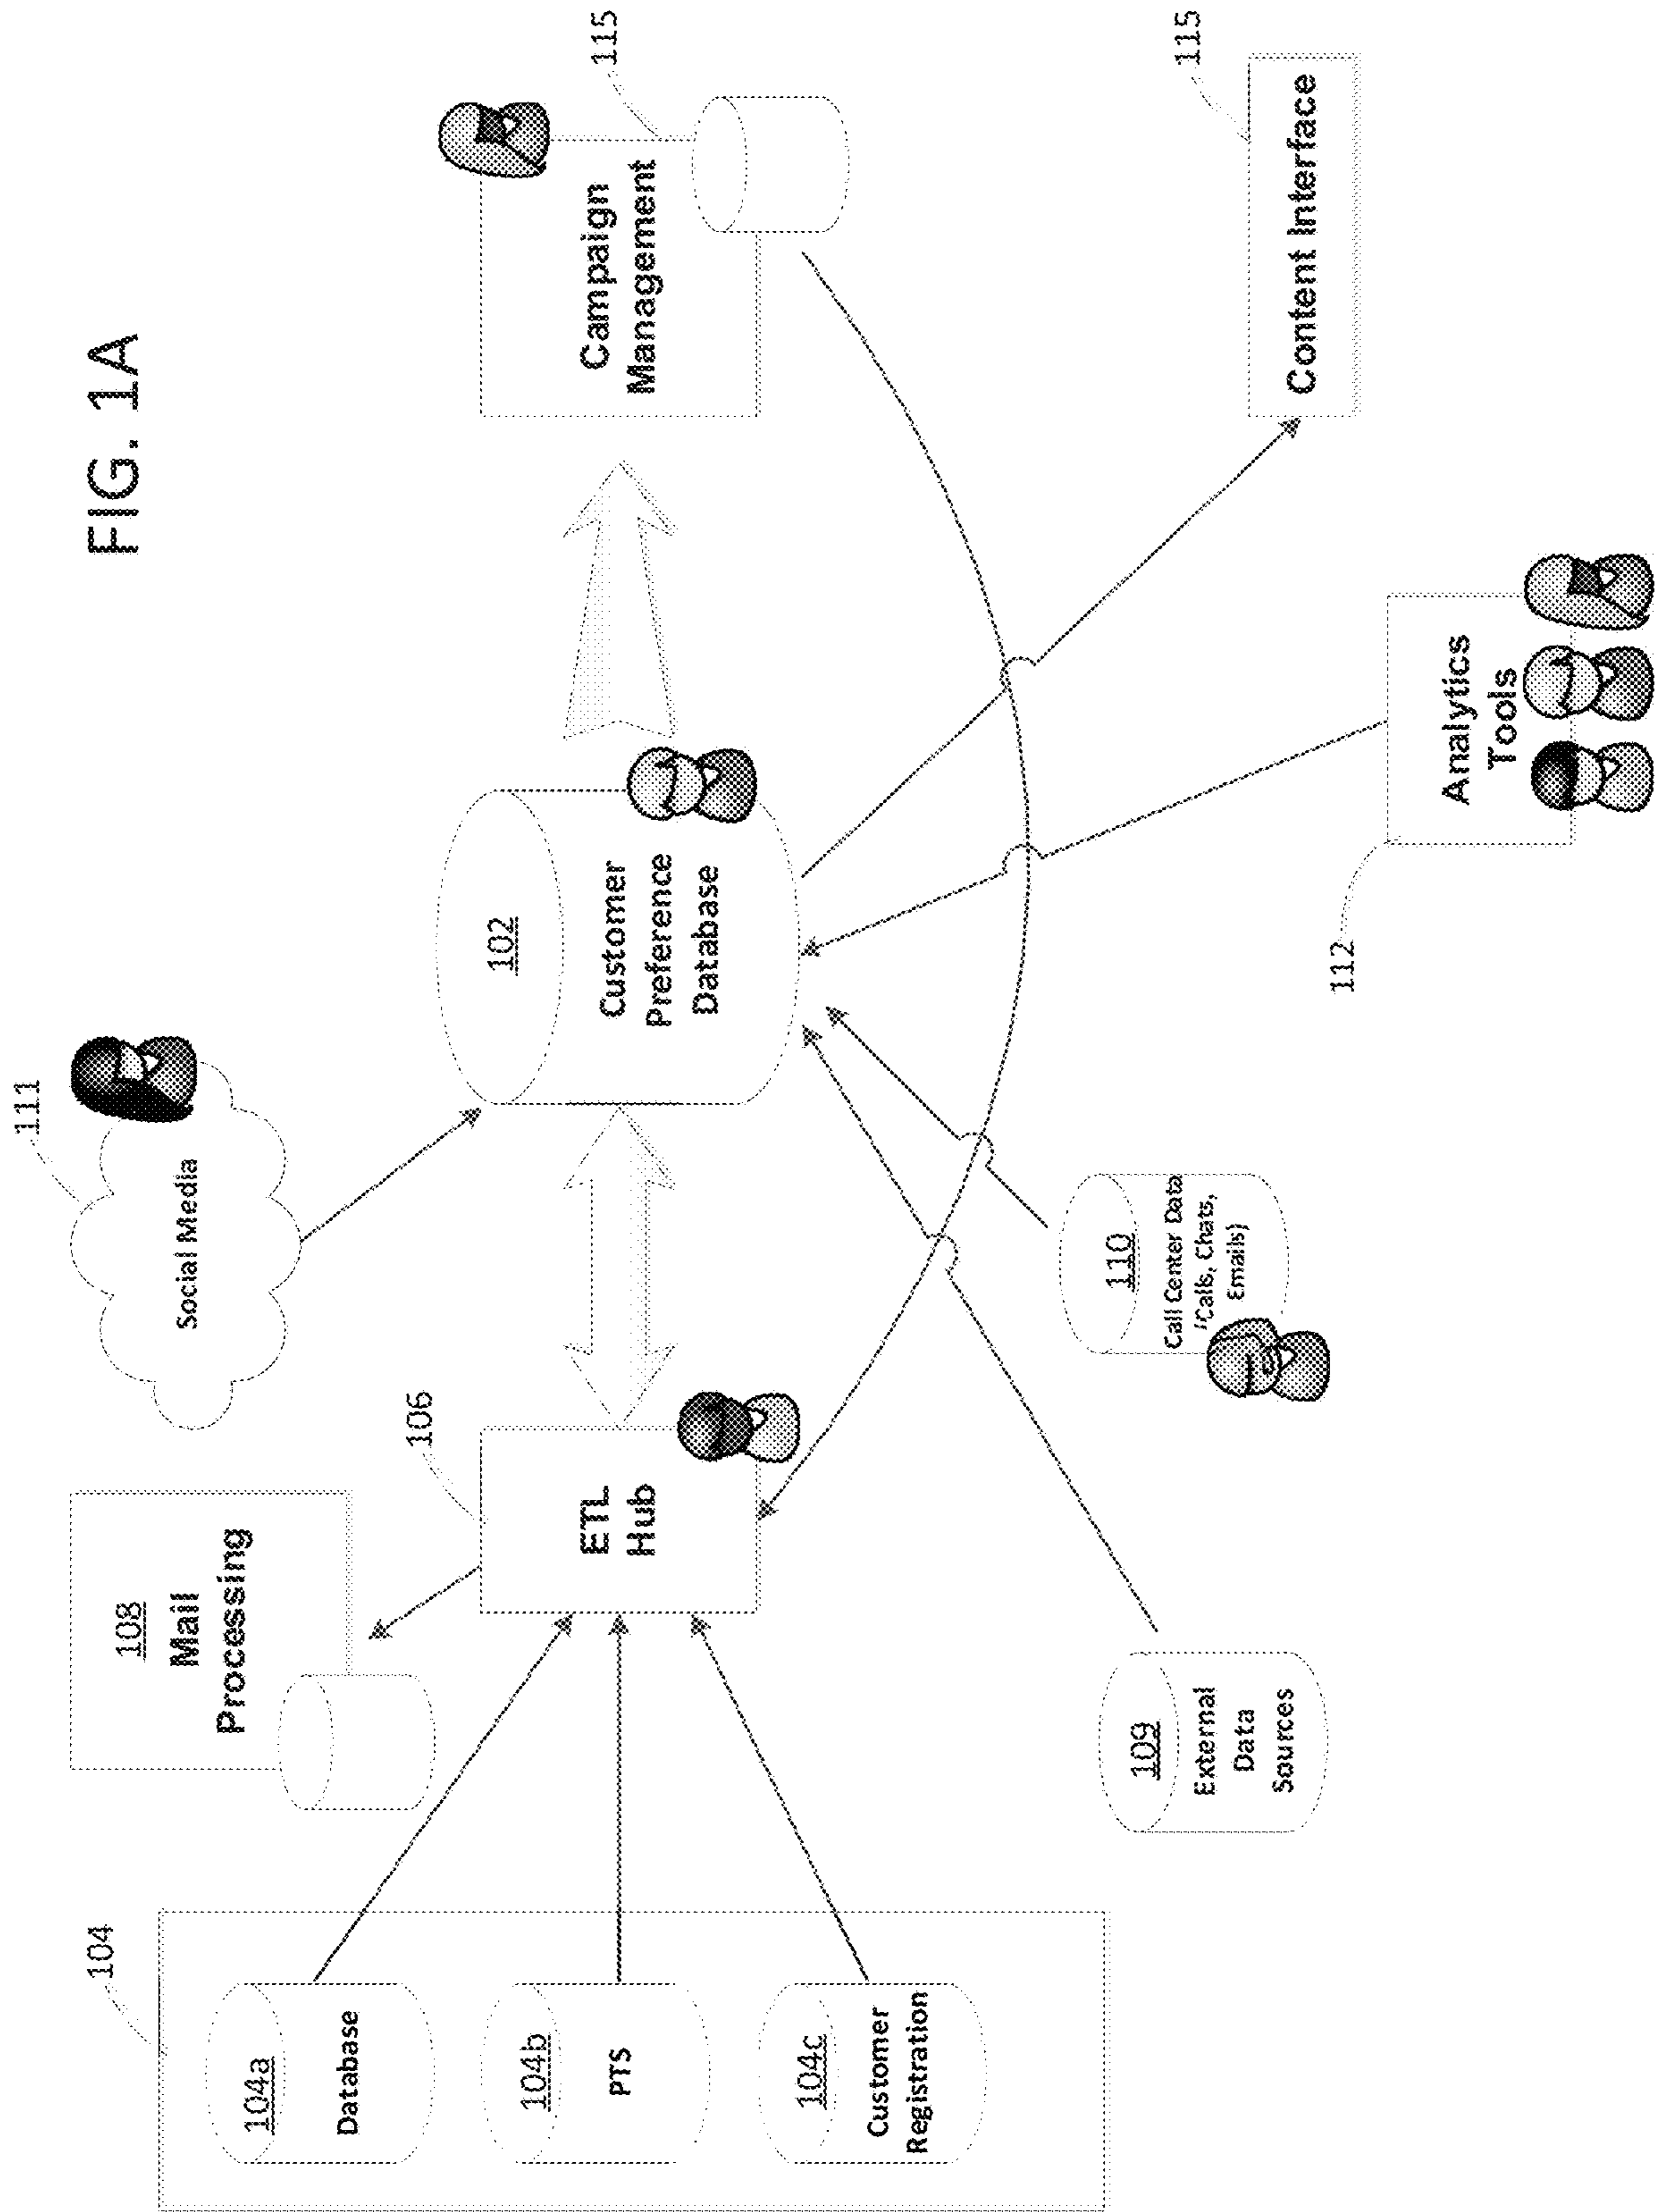 FIG. 1A
104
104a
Database
104b
PTS
104c
Customer
Registration
108
Mail
Processing
106
ETL
Hub
111
Social Media
102
Customer
Preference
Database
Campaign
Management
115
109
External
Data
Sources
110
Call Center Data
(Calls, Chats,
Emails)
112
Analytics
Tools
Content Interface
115